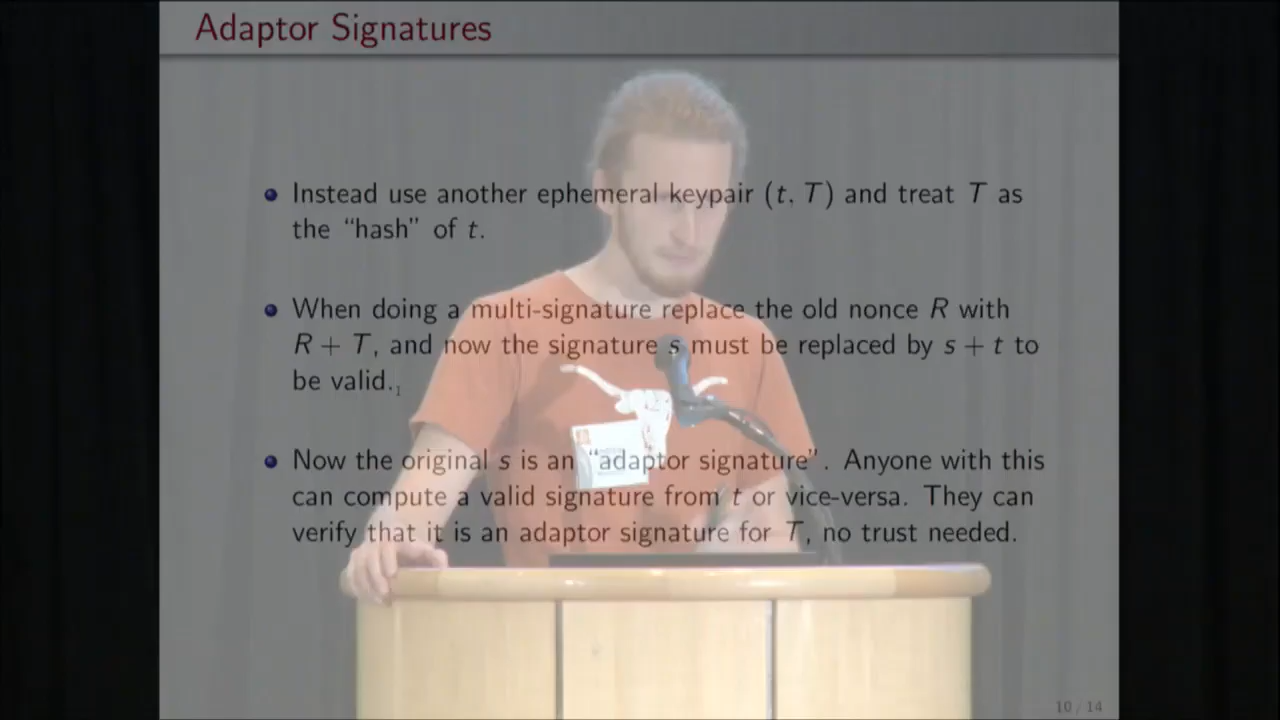 Adaptor Signatures
Instead use another ephemeral keypair (t, T) and treat T as
the “hash” of t.
When doing a multi-signature replace the old nonce R with
R + T, and now the signature s must be replaced by s + t to
be valid.
Now the original s is an “adaptor signature”. Anyone with this
can compute a valid signature from t or vice-versa. They can
verify that it is an adaptor signature for T, no trust needed.
10 / 14